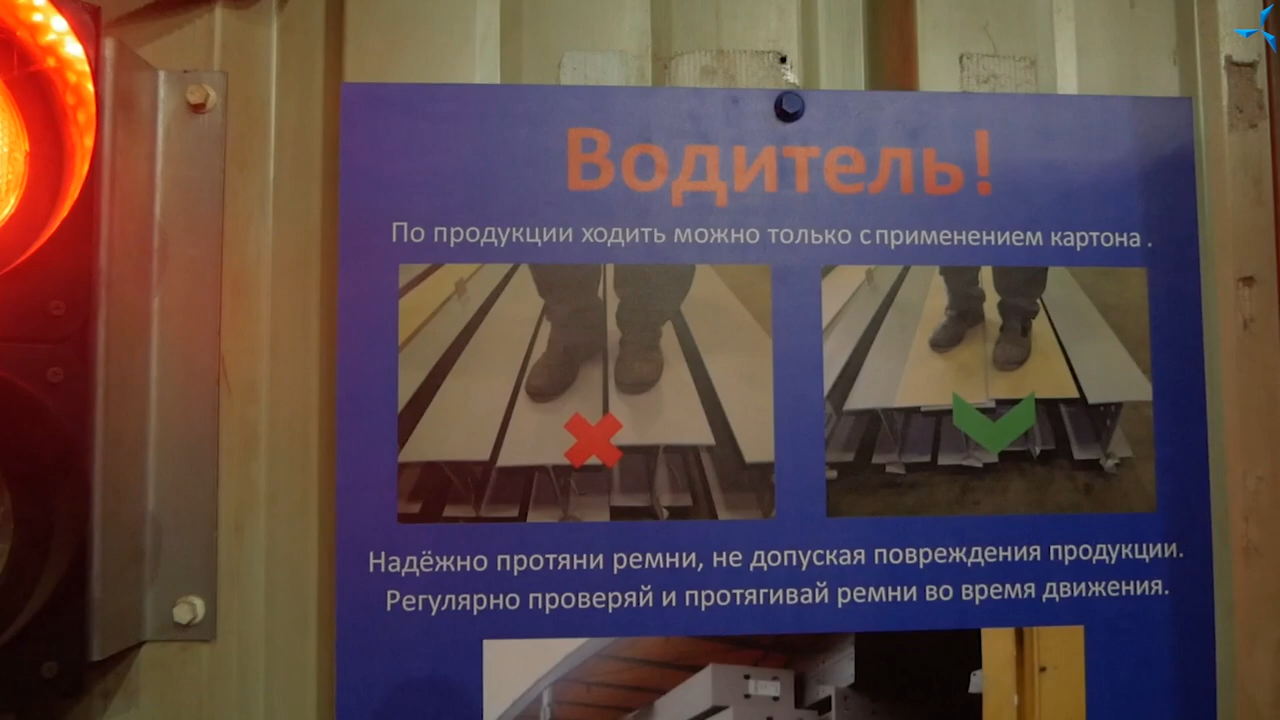 Водитель!
По продукции ходить можно только с применением картона .
Надёжно протяни ремни, не допуская повреждения продукции.
Регулярно проверяй и протягивай ремни во время движения.